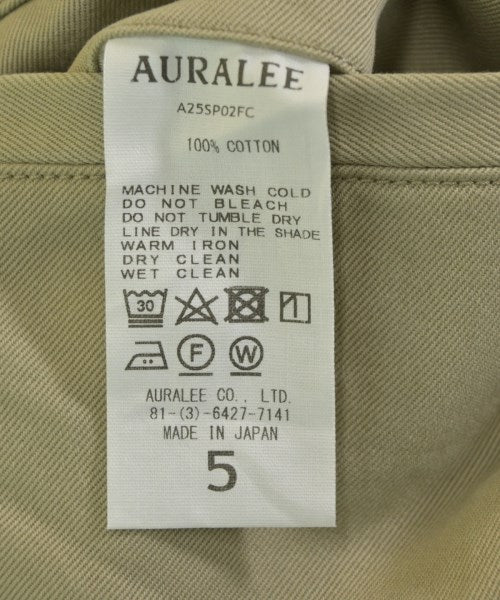 AURALEE
A25SP02FC
100% COTTON
MACHINE WASH COLD
DO NOT BLEACH
DO NOT TUMBLE DRY
LINE DRY IN THE SHADE
WARM IRON
DRY CLEAN
WET CLEAN
30
F W
AURALEE CO., LTD.
81-(3)-6427-7141
MADE IN JAPAN
5